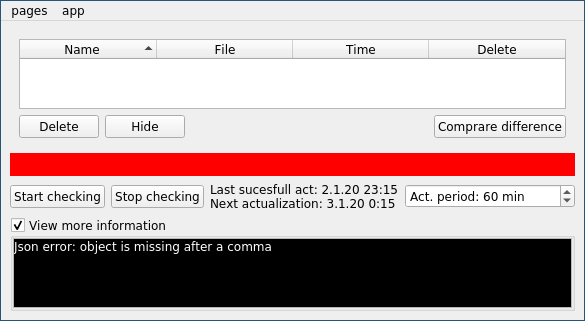 pages app
Name File Time Delete
Delete Hide Comprare difference
Start checking Stop checking Last sucesfull act: 2.1.20 23:15 Act. period: 60 min
Next actualization: 3.1.20 0:15
View more information
Json error: object is missing after a comma